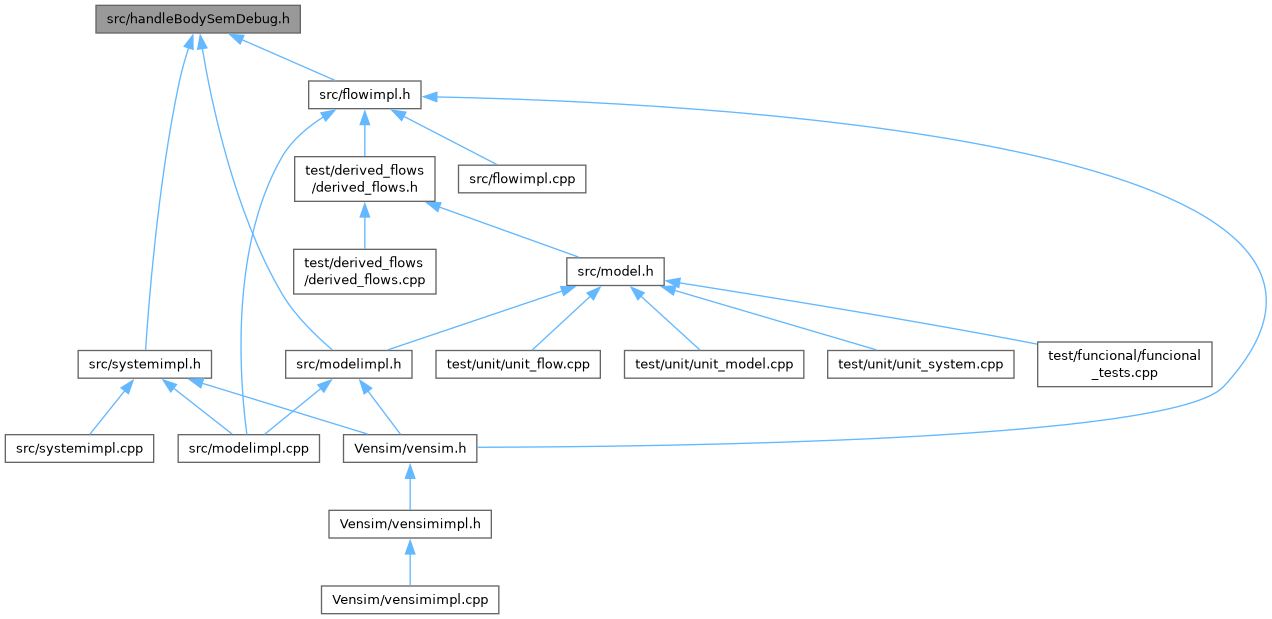 src/handleBodySemDebug.h
src/flowimpl.h
test/derived_flows
/derived_flows.h
src/flowimpl.cpp
test/derived_flows
/derived_flows.cpp
src/model.h
src/systemimpl.h
src/modelimpl.h
test/unit/unit_flow.cpp
test/unit/unit_model.cpp
test/unit/unit_system.cpp
test/funcional/funcional
_tests.cpp
src/systemimpl.cpp
src/modelimpl.cpp
Vensim/vensim.h
Vensim/vensimimpl.h
Vensim/vensimimpl.cpp